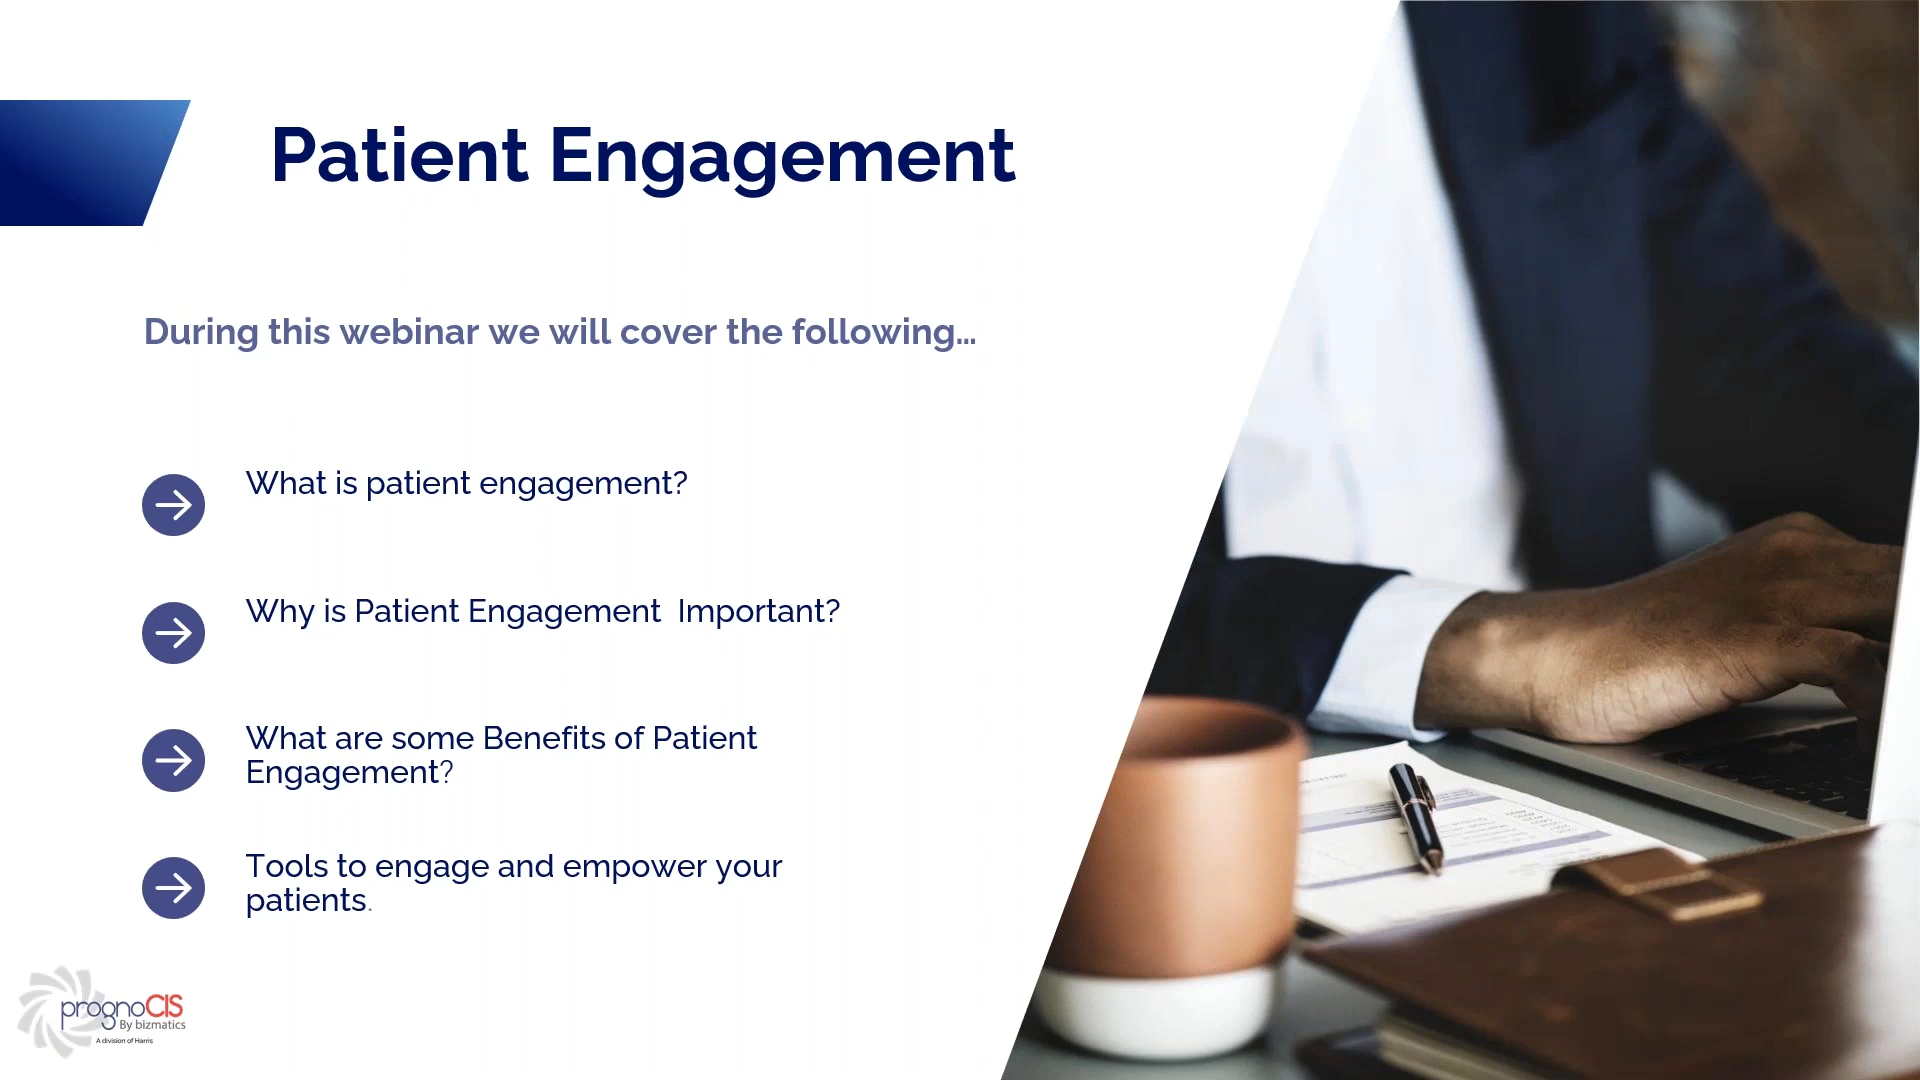 Patient Engagement
During this webinar we will cover the following...
What is patient engagement?
Why is Patient Engagement  Important?
What are some Benefits of Patient
Engagement?
Tools to engage and empower your
patients.
prognoCIS
By bizmatics
A division of Harris